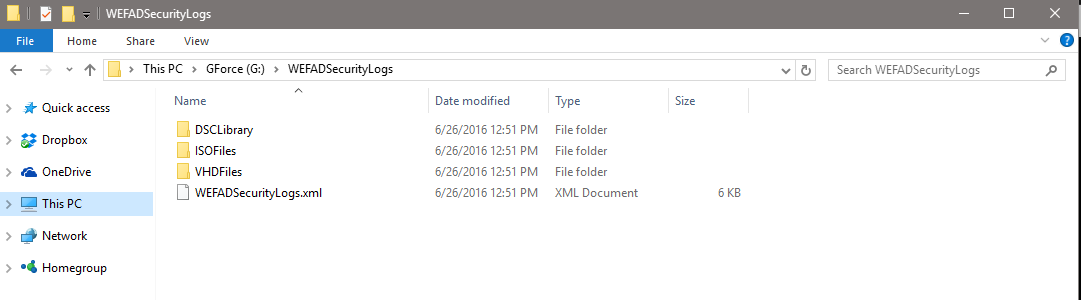 WEFADSecurityLogs
File Home Share View
This PC > GForce (G:) > WEFADSecurityLogs Search WEFADSecurityLogs
Quick access Name Date modified Type Size
Dropbox DSCLibrary 6/26/2016 12:51 PM File folder
ISOFiles 6/26/2016 12:51 PM File folder
OneDrive VHDFiles 6/26/2016 12:51 PM File folder
This PC WEFADSecurityLogs.xml 6/26/2016 12:51 PM XML Document 6 KB
Network
Homegroup